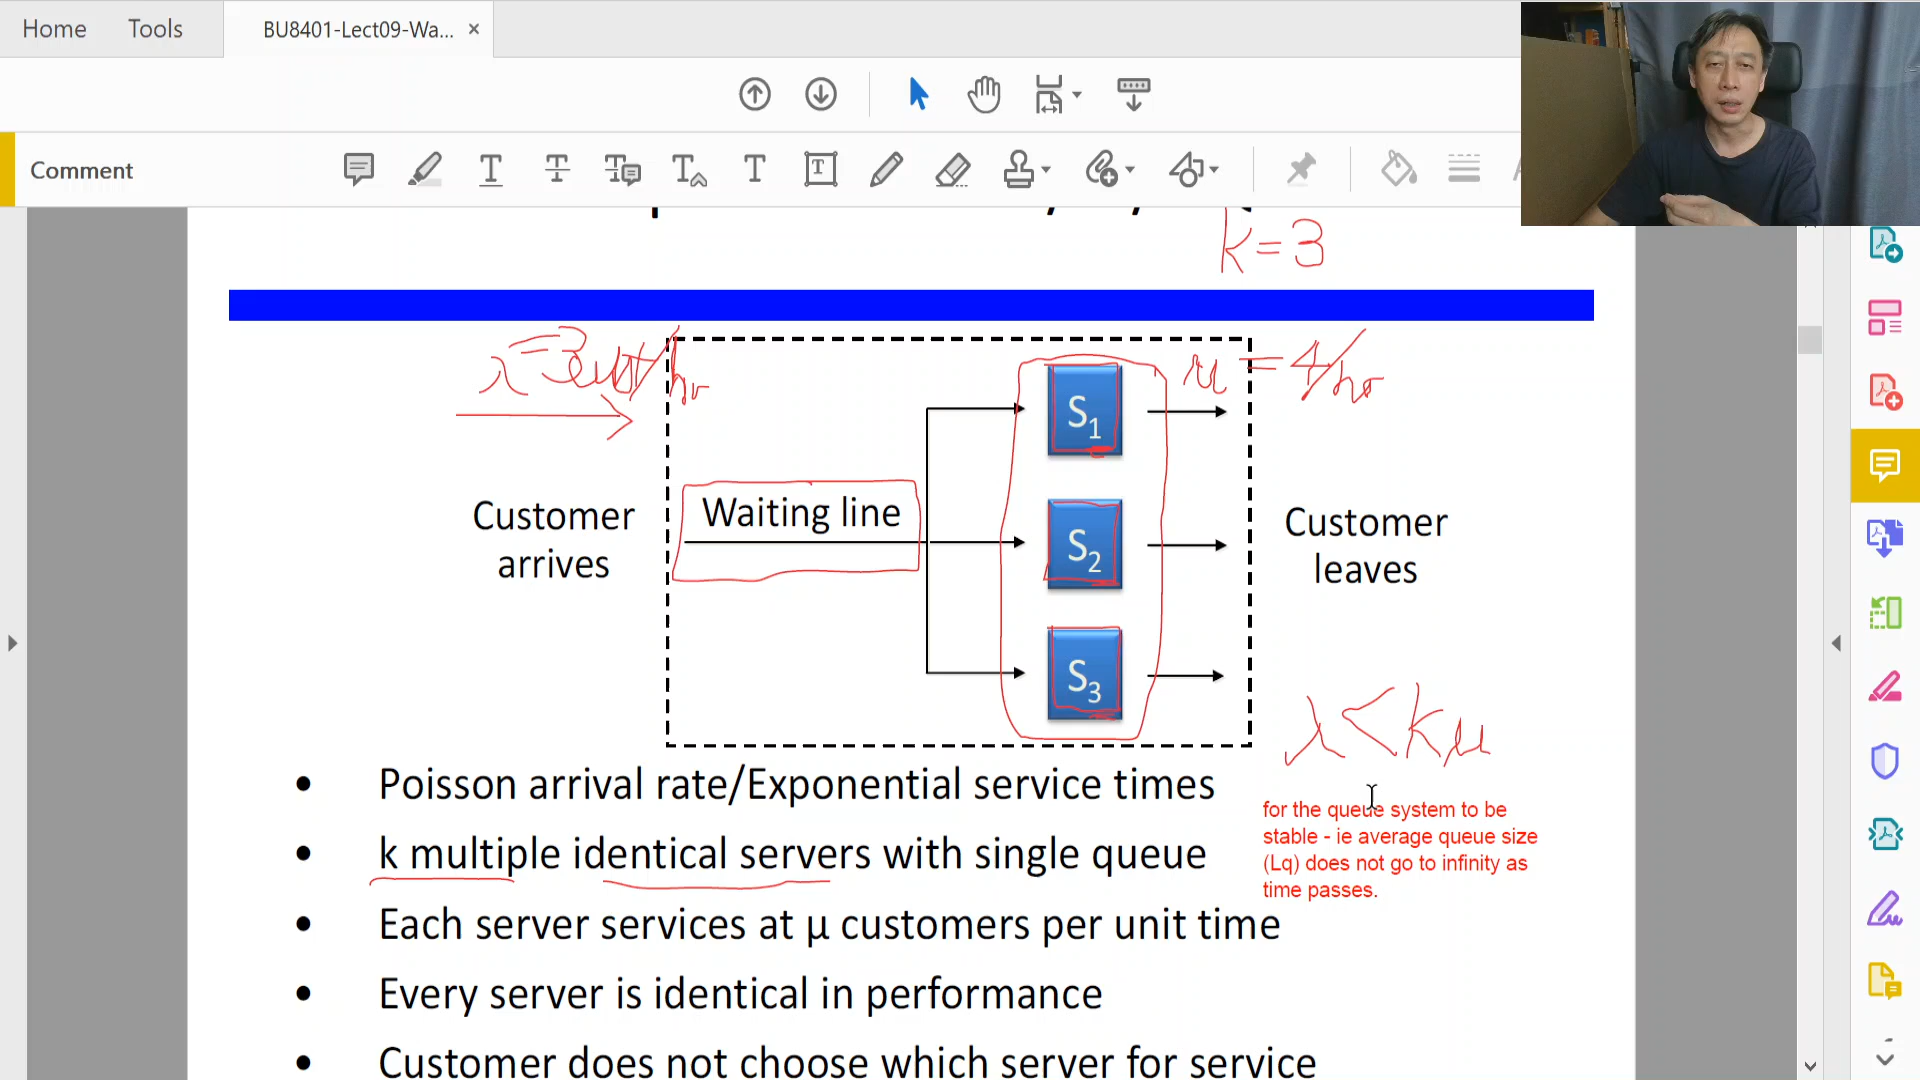 Home Tools BU8401-Lect09-Wa... ×
Comment
k=3
λ=3cust/hr
μ=4/hr
S1
Waiting line
Customer
arrives
S2
Customer
leaves
S3
λ<kμ
• Poisson arrival rate/Exponential service times
for the queue system to be
stable - ie average queue size
(Lq) does not go to infinity as
time passes.
• k multiple identical servers with single queue
• Each server services at μ customers per unit time
• Every server is identical in performance
• Customer does not choose which server for service